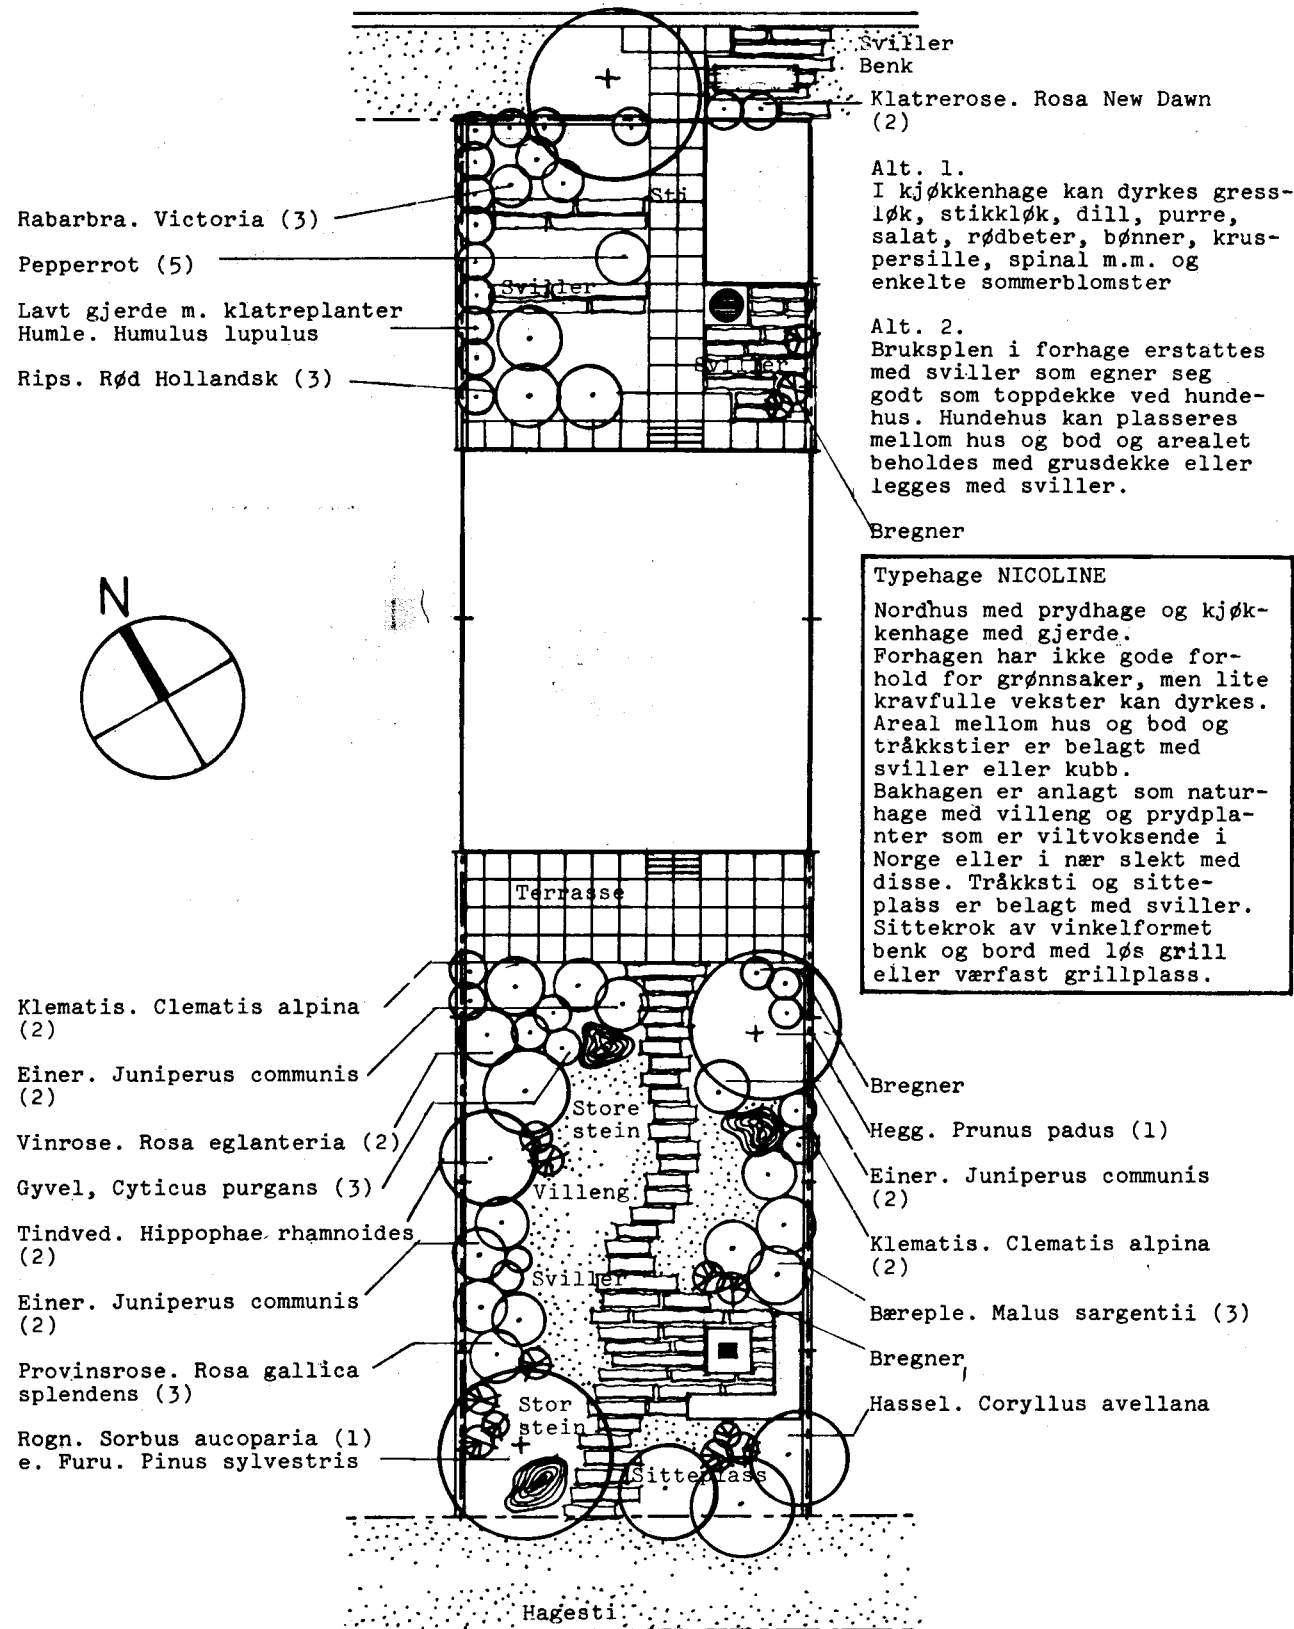 Sviller
Benk
Klatrerose. Rosa New Dawn
(2)
Alt. 1.
I kjøkkenhage kan dyrkes gress-
løk, stikkløk, dill, purre,
salat, rødbeter, bønner, krus-
persille, spinal m.m. og
enkelte sommerblomster
Alt. 2.
Bruksplen i forhage erstattes
med sviller som egner seg
godt som toppdekke ved hunde-
hus. Hundehus kan plasseres
mellom hus og bod og arealet
beholdes med grusdekke eller
legges med sviller.
Bregner
Sti
Rabarbra. Victoria (3)
Pepperrot (5)
Sviller
Lavt gjerde m. klatreplanter
Humle. Humulus lupulus
Sviller
Rips. Rød Hollandsk (3)
N
Typehage NICOLINE
Nordhus med prydhage og kjøk-
kenhage med gjerde.
Forhagen har ikke gode for-
hold for grønnsaker, men lite
kravfulle vekster kan dyrkes.
Areal mellom hus og bod og
tråkkstier er belagt med
sviller eller kubb.
Bakhagen er anlagt som natur-
hage med villeng og prydpla-
nter som er viltvoksende i
Norge eller i nær slekt med
disse. Tråkksti og sitte-
plass er belagt med sviller.
Sittekrok av vinkelformet
benk og bord med løs grill
eller værfast grillplass.
Terrasse
Klematis. Clematis alpina
(2)
Einer. Juniperus communis
(2)
Vinrose. Rosa eglanteria (2)
Gyvel, Cyticus purgans (3)
Tindved. Hippophae rhamnoides
(2)
Einer. Juniperus communis
(2)
Provinsrose. Rosa gallica
splendens (3)
Rogn. Sorbus aucoparia (1)
e. Furu. Pinus sylvestris
Store
stein
Villeng
Sviller
Stor
stein
Sitteplass
Bregner
Hegg. Prunus padus (1)
Einer. Juniperus communis
(2)
Klematis. Clematis alpina
(2)
Bæreple. Malus sargentii (3)
Bregner
Hassel. Coryllus avellana
Hagesti